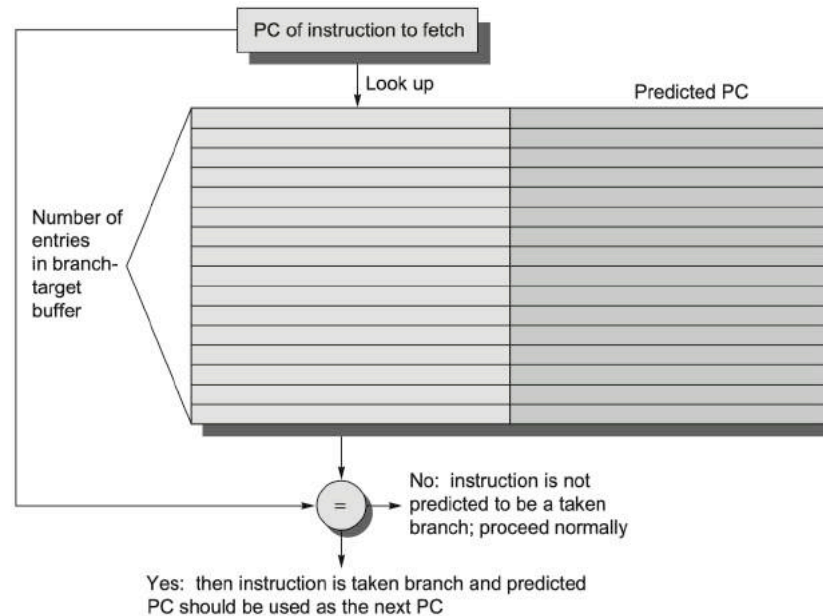 PC of instruction to fetch
Look up
Predicted PC
Number of
entries
in branch-
target
buffer
=
No: instruction is not
predicted to be a taken
branch; proceed normally
Yes: then instruction is taken branch and predicted
PC should be used as the next PC